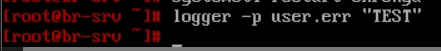 [root@br-srv ~]# logger -p user.err "TEST"
[root@br-srv ~]#